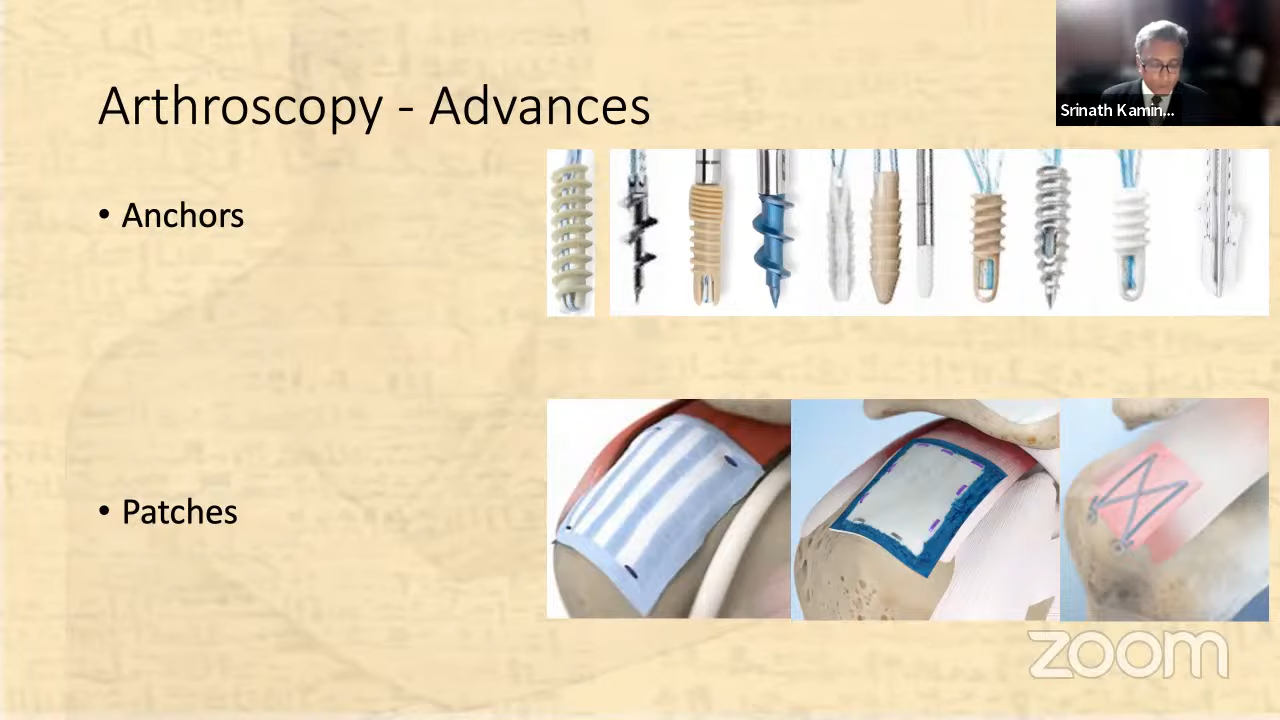 Arthroscopy - Advances
Srinath Kamin...
• Anchors
• Patches
zoom